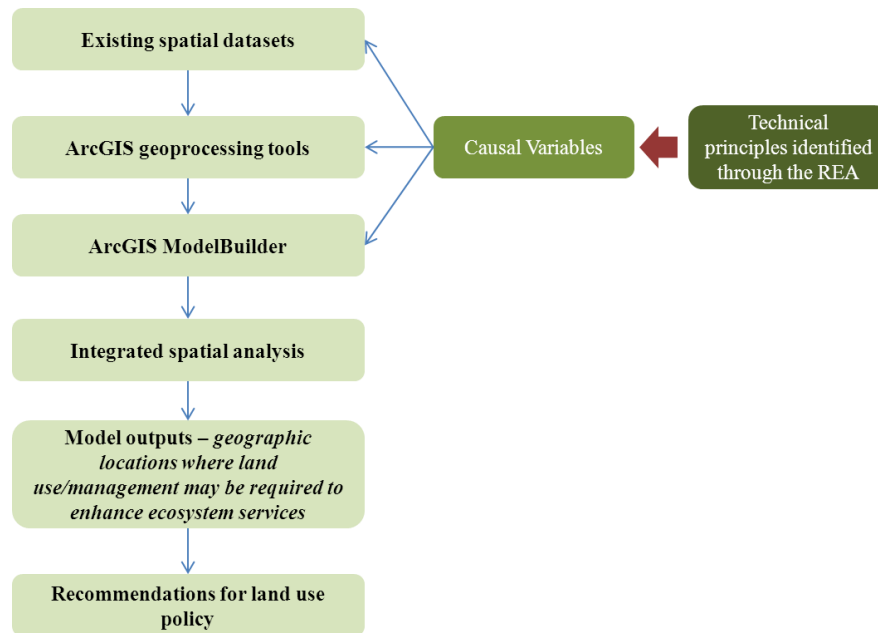 Existing spatial datasets
ArcGIS geoprocessing tools
ArcGIS ModelBuilder
Integrated spatial analysis
Model outputs – geographic
locations where land
use/management may be required to
enhance ecosystem services
Recommendations for land use
policy
Causal Variables
Technical
principles identified
through the REA